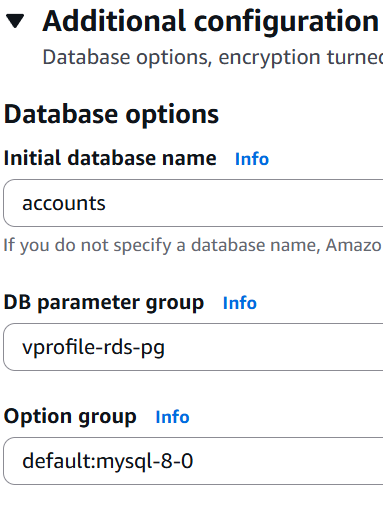 Additional configuration
Database options, encryption turned
Database options
Initial database name Info
accounts
If you do not specify a database name, Amazo
DB parameter group Info
vprofile-rds-pg
Option group Info
default:mysql-8-0